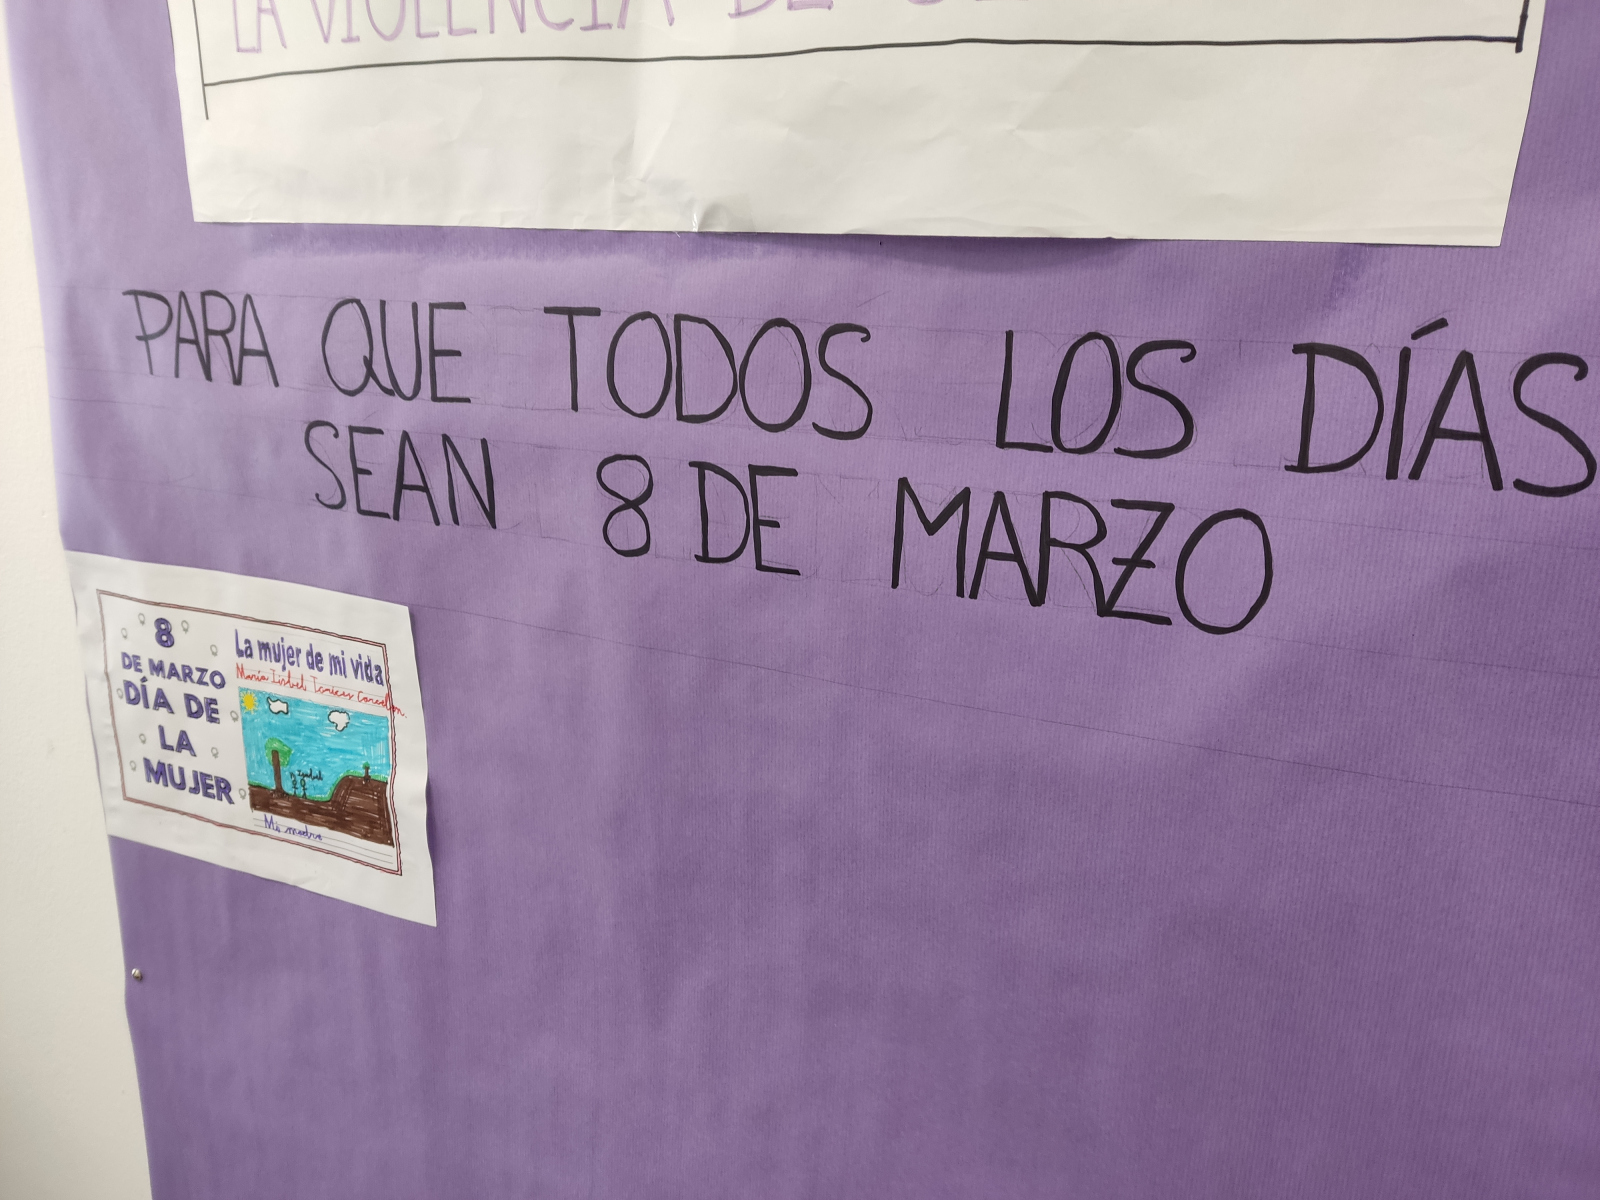 LA VIOLENCIA DE
PARA QUE TODOS LOS DÍAS
SEAN 8 DE MARZO
8
DE MARZO
DÍA DE
LA
MUJER
La mujer de mi vida
María
Mi madre